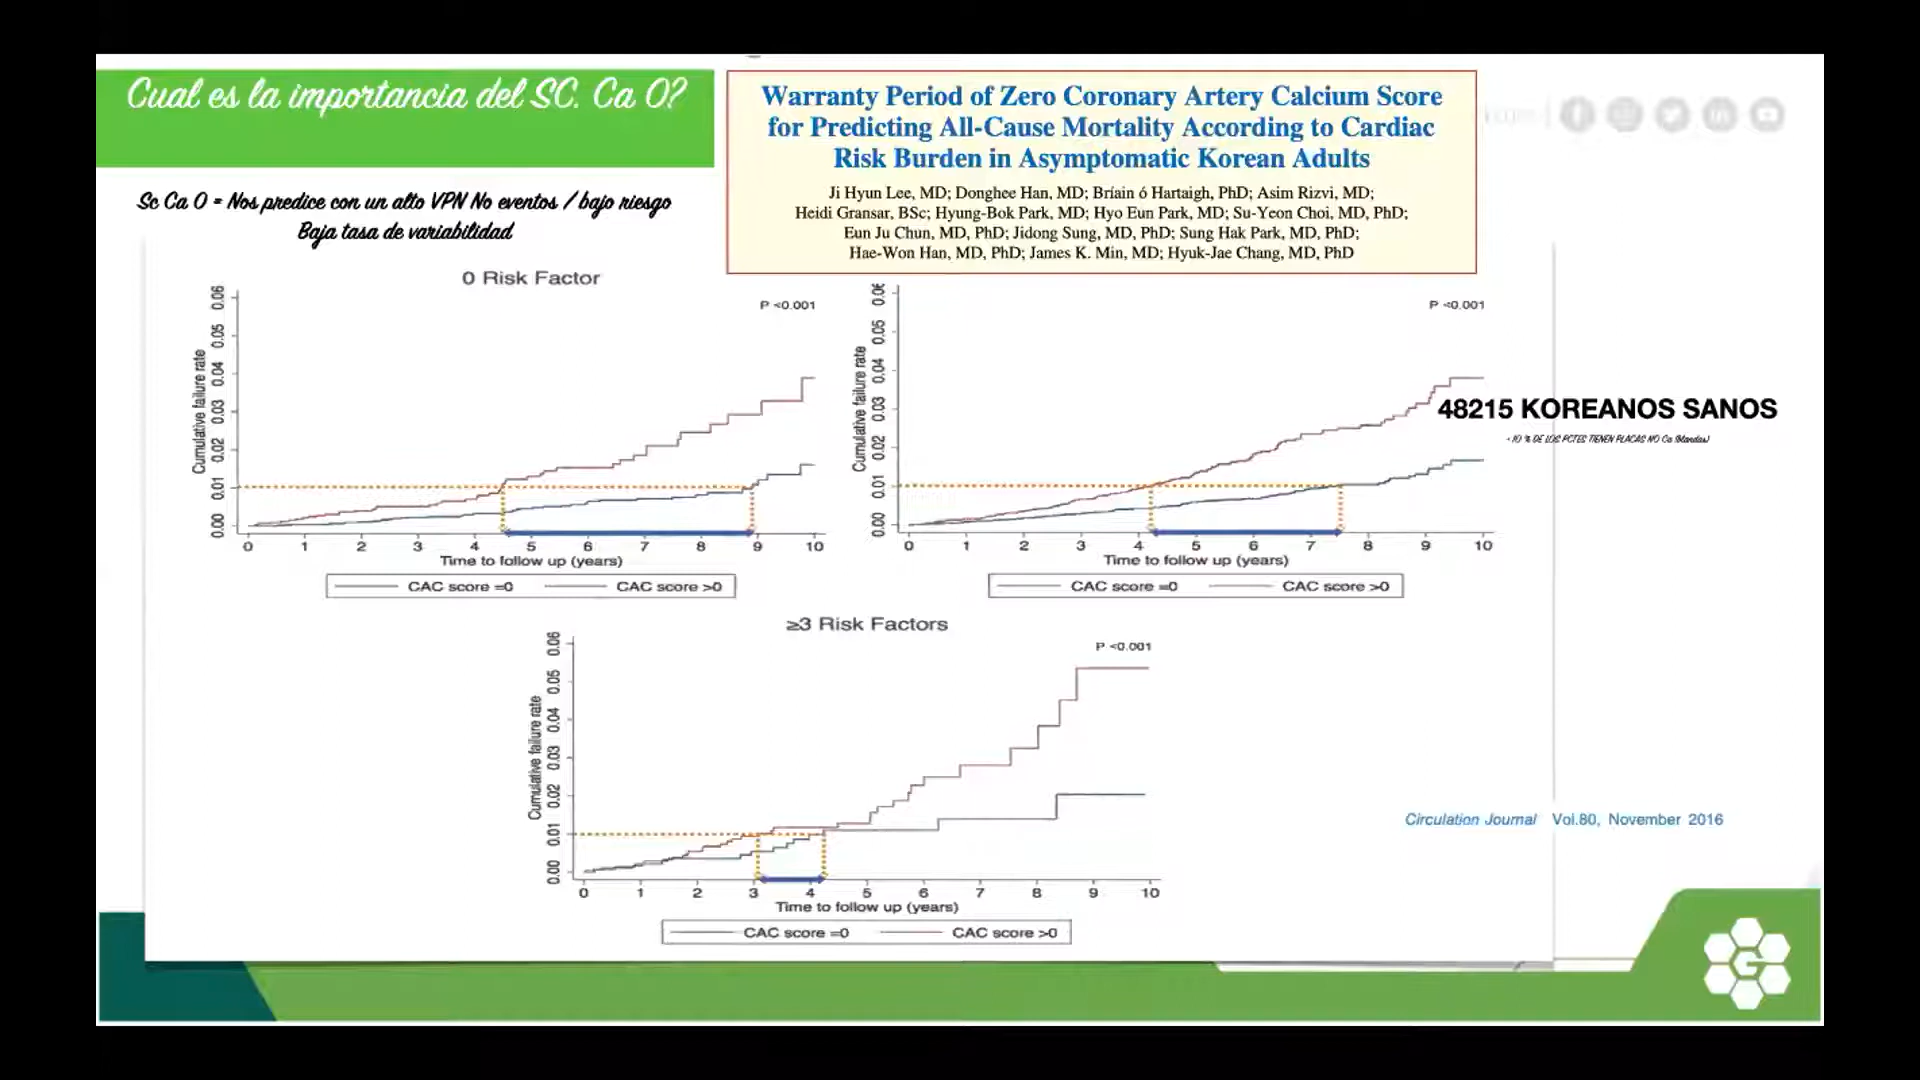 Cual es la importancia del SC. Ca 0?
Sc Ca 0 = Nos predice con un alto VPN No eventos / bajo riesgo
Baja tasa de variabilidad
Warranty Period of Zero Coronary Artery Calcium Score
for Predicting All-Cause Mortality According to Cardiac
Risk Burden in Asymptomatic Korean Adults
Ji Hyun Lee, MD; Donghee Han, MD; Bríain ó Hartaigh, PhD; Asim Rizvi, MD;
Heidi Gransar, BSc; Hyung-Bok Park, MD; Hyo Eun Park, MD; Su-Yeon Choi, MD, PhD;
Eun Ju Chun, MD, PhD; Jidong Sung, MD, PhD; Sung Hak Park, MD, PhD;
Hae-Won Han, MD, PhD; James K. Min, MD; Hyuk-Jae Chang, MD, PhD
0 Risk Factor
P <0.001
Cumulative failure rate
0.06
0.05
0.04
0.03
0.02
0.01
0.00
0 1 2 3 4 5 6 7 8 9 10
Time to follow up (years)
CAC score =0 CAC score >0
P <0.001
Cumulative failure rate
0.05
0.04
0.03
0.02
0.01
0.00
0 1 2 3 4 5 6 7 8 9 10
Time to follow up (years)
CAC score =0 CAC score >0
48215 KOREANOS SANOS
< 10 % DE LOS PCTES TIENEN PLACAS NO Ca (Blandas)
≥3 Risk Factors
P <0.001
Cumulative failure rate
0.06
0.05
0.04
0.03
0.02
0.01
0.00
0 1 2 3 4 5 6 7 8 9 10
Time to follow up (years)
CAC score =0 CAC score >0
Circulation Journal Vol.80, November 2016